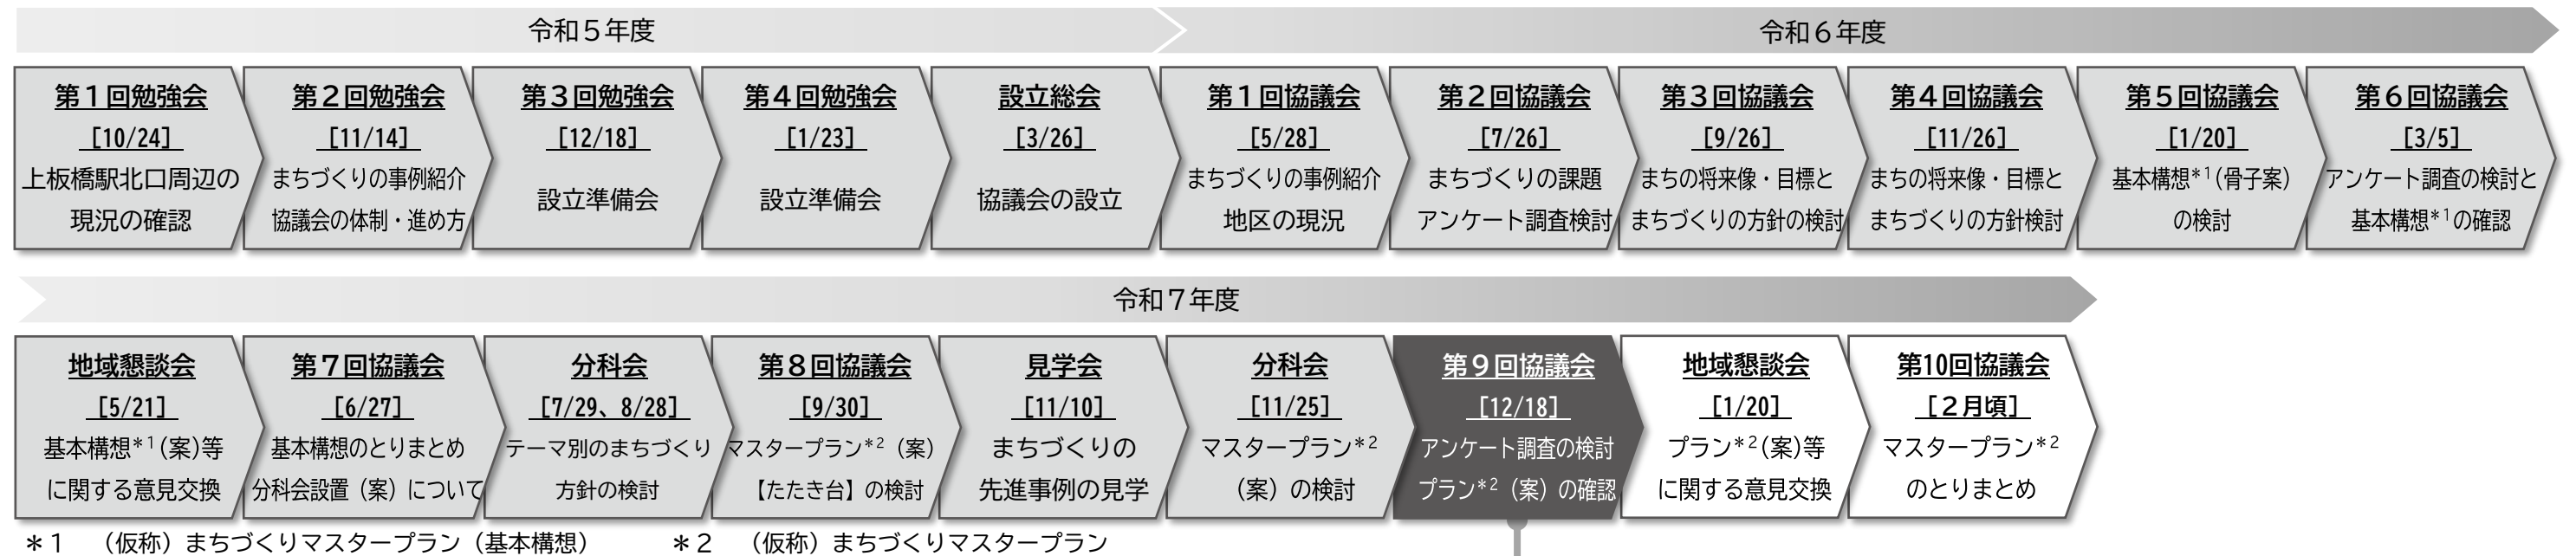 令和５年度
令和６年度
第１回勉強会
［10/24］
上板橋駅北口周辺の
現況の確認
第２回勉強会
［11/14］
まちづくりの事例紹介
協議会の体制・進め方
第３回勉強会
［12/18］
設立準備会
第４回勉強会
［1/23］
設立準備会
設立総会
［3/26］
協議会の設立
第１回協議会
［5/28］
まちづくりの事例紹介
地区の現況
第２回協議会
［7/26］
まちづくりの課題
アンケート調査検討
第３回協議会
［9/26］
まちの将来像・目標と
まちづくりの方針の検討
第４回協議会
［11/26］
まちの将来像・目標と
まちづくりの方針検討
第５回協議会
［1/20］
基本構想＊1（骨子案）
の検討
第６回協議会
［3/5］
アンケート調査の検討と
基本構想＊1の確認
令和７年度
地域懇談会
［5/21］
基本構想＊1（案）等
に関する意見交換
第７回協議会
［6/27］
基本構想のとりまとめ
分科会設置（案）について
分科会
［7/29、8/28］
テーマ別のまちづくり
方針の検討
第８回協議会
［9/30］
マスタープラン＊2（案）
【たたき台】の検討
見学会
［11/10］
まちづくりの
先進事例の見学
分科会
［11/25］
マスタープラン＊2
（案）の検討
第９回協議会
［12/18］
アンケート調査の検討
プラン＊2（案）の確認
地域懇談会
［1/20］
プラン＊2（案）等
に関する意見交換
第10回協議会
［２月頃］
マスタープラン＊2
のとりまとめ
＊１　（仮称）まちづくりマスタープラン（基本構想）　＊２　（仮称）まちづくりマスタープラン